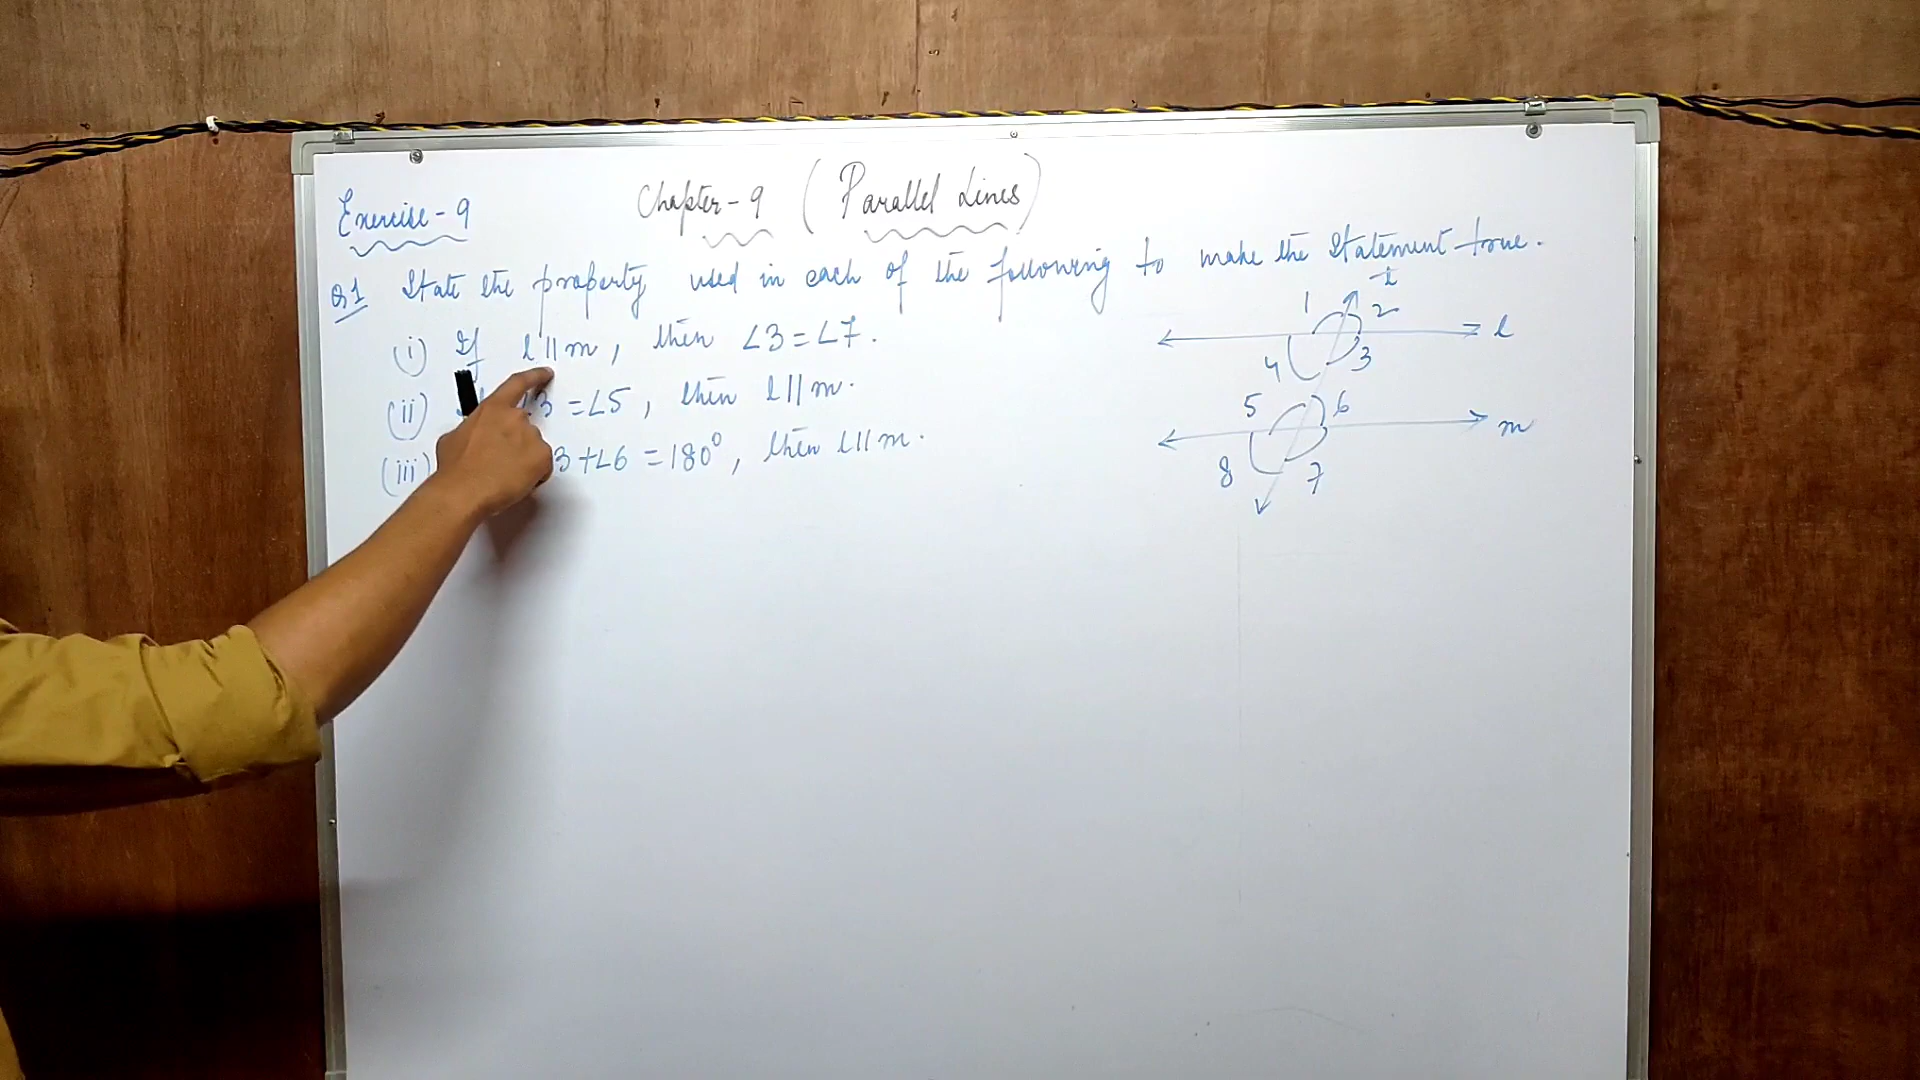 Exercise-9
Chapter-9 (Parallel Lines)
Q1 State the property used in each of the following to make the statement true.
(i) If l || m, then ∠3 = ∠7.
(ii) ∠3 = ∠5, then l || m.
(iii) 3 + ∠6 = 180°, then l || m.
t
1 2
l
4 3
5 6
m
8 7